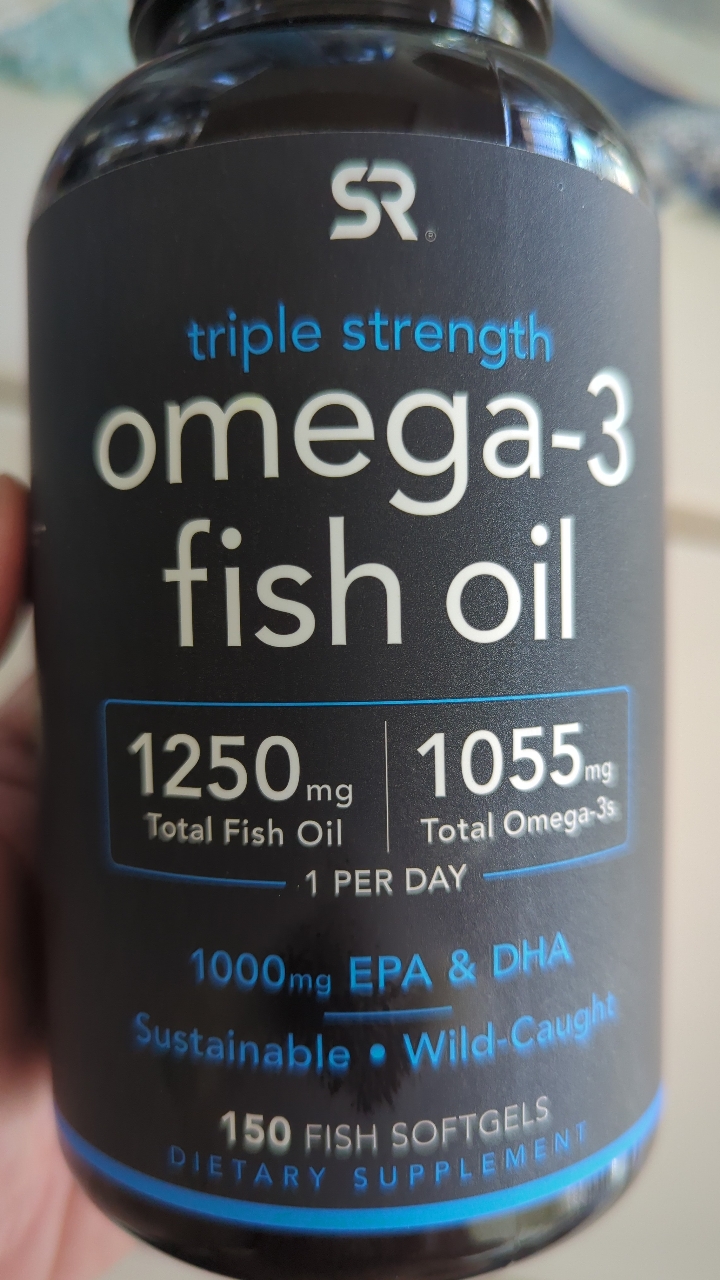 SR®
triple strength
omega-3
fish oil
1250mg 1055mg
Total Fish Oil Total Omega-3s
1 PER DAY
1000mg EPA & DHA
Sustainable • Wild-Caught
150 FISH SOFTGELS
DIETARY SUPPLEMENT